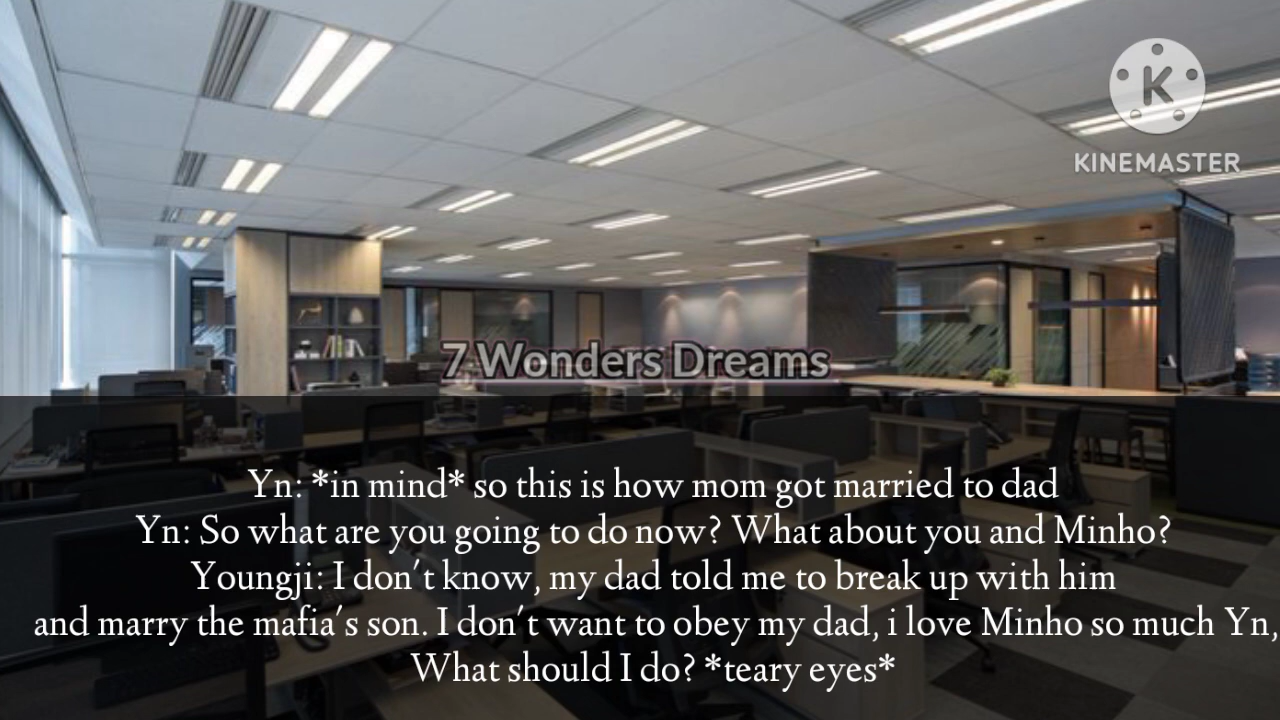 KINEMASTER
7 Wonders Dreams
Yn: *in mind* so this is how mom got married to dad
Yn: So what are you going to do now? What about you and Minho?
Youngji: I don't know, my dad told me to break up with him
and marry the mafia's son. I don't want to obey my dad, i love Minho so much Yn,
What should I do? *teary eyes*